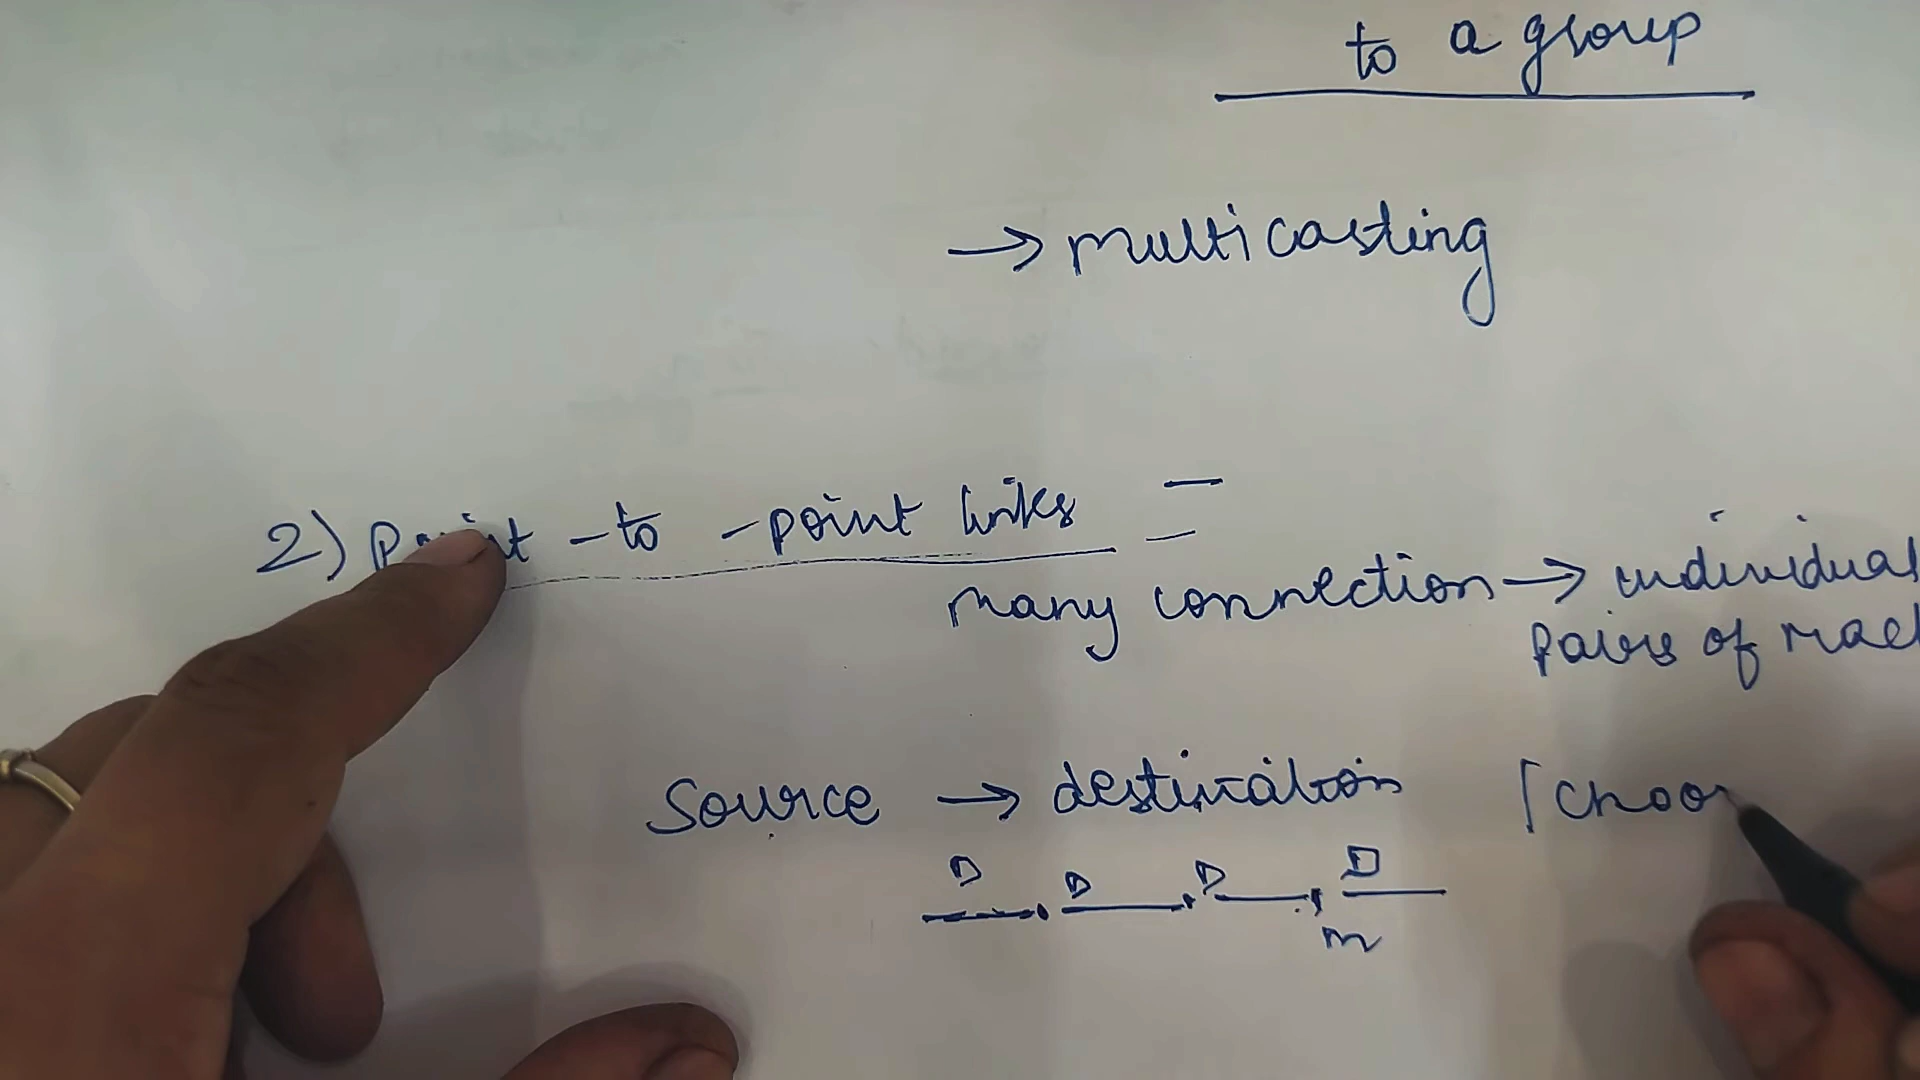 to a group
→ multicasting
2) Point-to-point links =
many connection → individual
pairs of mac
Source → destination [choo
D D D D
m